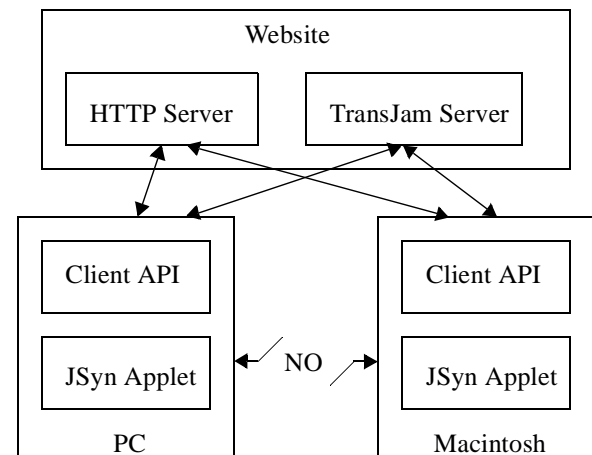 Website
HTTP Server
TransJam Server
Client API
Client API
NO
JSyn Applet
JSyn Applet
PC
Macintosh